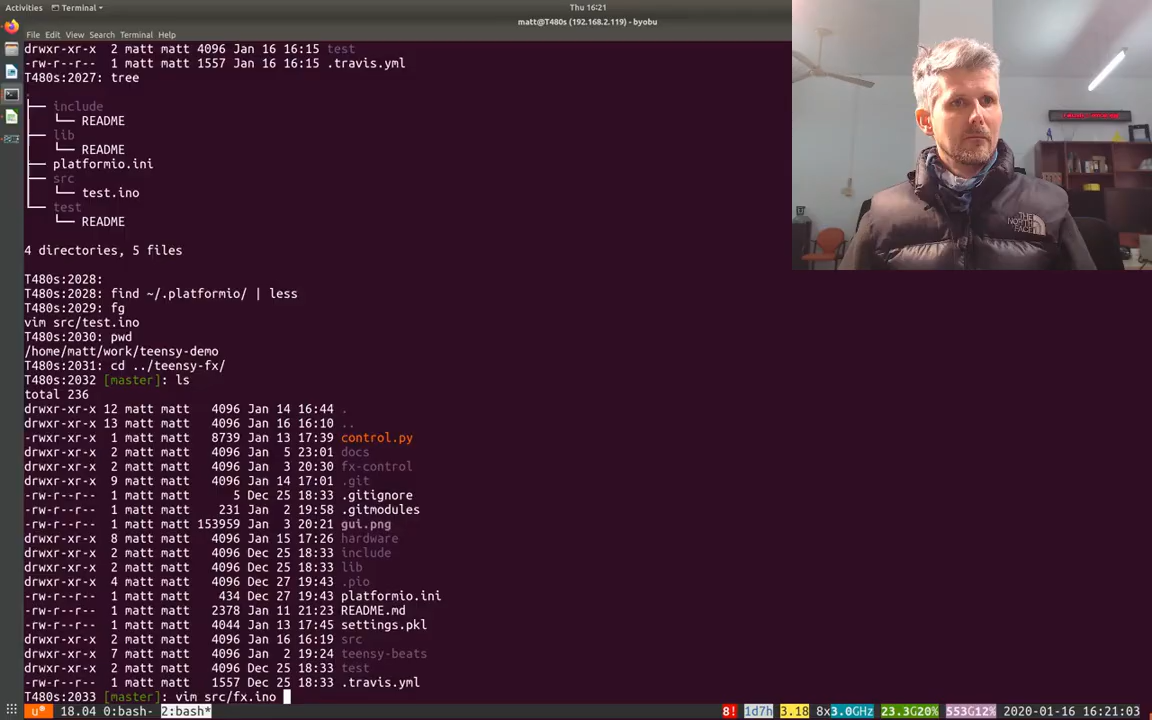 Activities
Terminal
Thu 16:21
matt@T480s (192.168.2.119) - byobu
File Edit View Search Terminal Help
drwxr-xr-x 2 matt matt 4096 Jan 16 16:15 test
-rw-r--r-- 1 matt matt 1557 Jan 16 16:15 .travis.yml
T480s:2027: tree
.
├── include
│   └── README
├── lib
│   └── README
├── platformio.ini
├── src
│   └── test.ino
└── test
    └── README
4 directories, 5 files
T480s:2028:
T480s:2028: find ~/.platformio/ | less
T480s:2029: fg
vim src/test.ino
T480s:2030: pwd
/home/matt/work/teensy-demo
T480s:2031: cd ../teensy-fx/
T480s:2032 [master]: ls
total 236
drwxr-xr-x 12 matt matt 4096 Jan 14 16:44 .
drwxr-xr-x 13 matt matt 4096 Jan 16 16:10 ..
-rwxr-xr-x 1 matt matt 8739 Jan 13 17:39 control.py
drwxr-xr-x 2 matt matt 4096 Jan 5 23:01 docs
drwxr-xr-x 2 matt matt 4096 Jan 3 20:30 fx-control
drwxr-xr-x 9 matt matt 4096 Jan 14 17:01 .git
-rw-r--r-- 1 matt matt 5 Dec 25 18:33 .gitignore
-rw-r--r-- 1 matt matt 231 Jan 2 19:58 .gitmodules
-rw-r--r-- 1 matt matt 153959 Jan 3 20:21 gui.png
drwxr-xr-x 8 matt matt 4096 Jan 15 17:26 hardware
drwxr-xr-x 2 matt matt 4096 Dec 25 18:33 include
drwxr-xr-x 2 matt matt 4096 Dec 25 18:33 lib
drwxr-xr-x 4 matt matt 4096 Dec 27 19:43 .pio
-rw-r--r-- 1 matt matt 434 Dec 27 19:43 platformio.ini
-rw-r--r-- 1 matt matt 2378 Jan 11 21:23 README.md
-rw-r--r-- 1 matt matt 4044 Jan 13 17:45 settings.pkl
drwxr-xr-x 2 matt matt 4096 Jan 16 16:19 src
drwxr-xr-x 7 matt matt 4096 Jan 2 19:24 teensy-beats
drwxr-xr-x 2 matt matt 4096 Dec 25 18:33 test
-rw-r--r-- 1 matt matt 1557 Dec 25 18:33 .travis.yml
T480s:2033 [master]: vim src/fx.ino
18.04 0:bash- 2:bash* 8! 1d7h 3.18 8x3.0GHz 23.3G20% 553G12% 2020-01-16 16:21:03
THE NORTH FACE